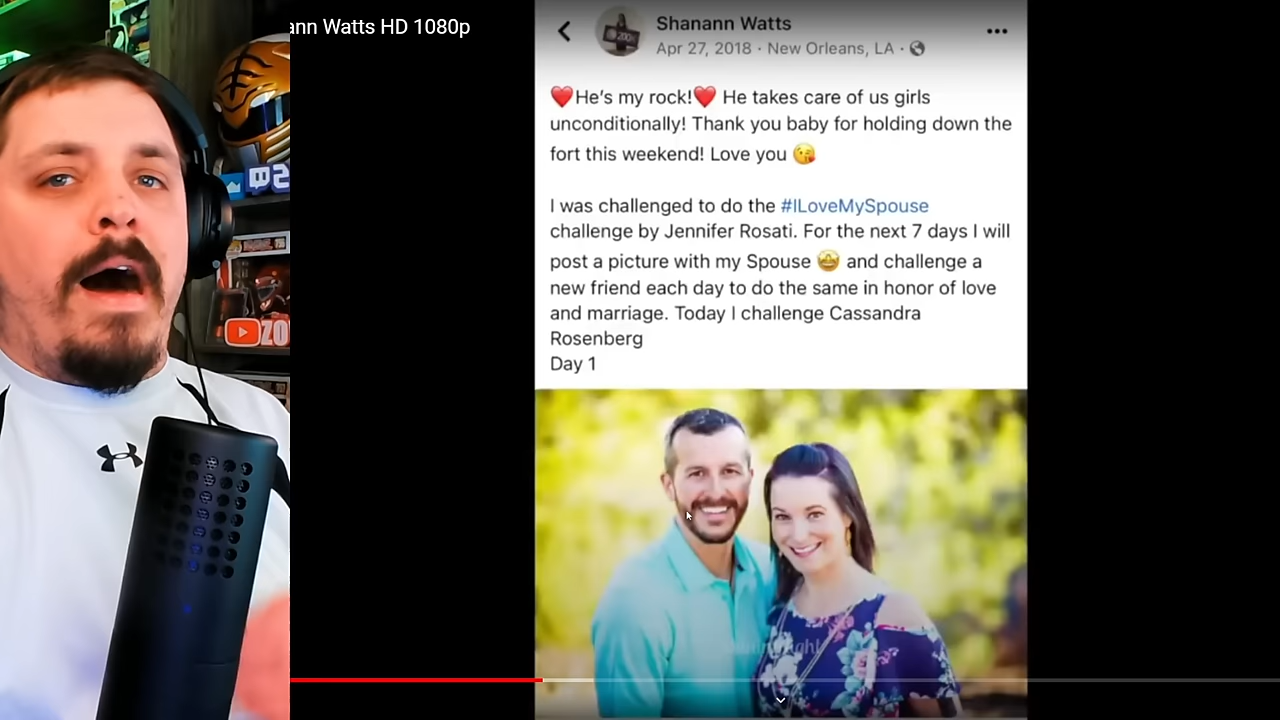 ann Watts HD 1080p
Shanann Watts
Apr 27, 2018 · New Orleans, LA ·
❤️He's my rock!❤️ He takes care of us girls
unconditionally! Thank you baby for holding down the
fort this weekend! Love you 😘
I was challenged to do the #ILoveMySpouse
challenge by Jennifer Rosati. For the next 7 days I will
post a picture with my Spouse 🤩 and challenge a
new friend each day to do the same in honor of love
and marriage. Today I challenge Cassandra
Rosenberg
Day 1